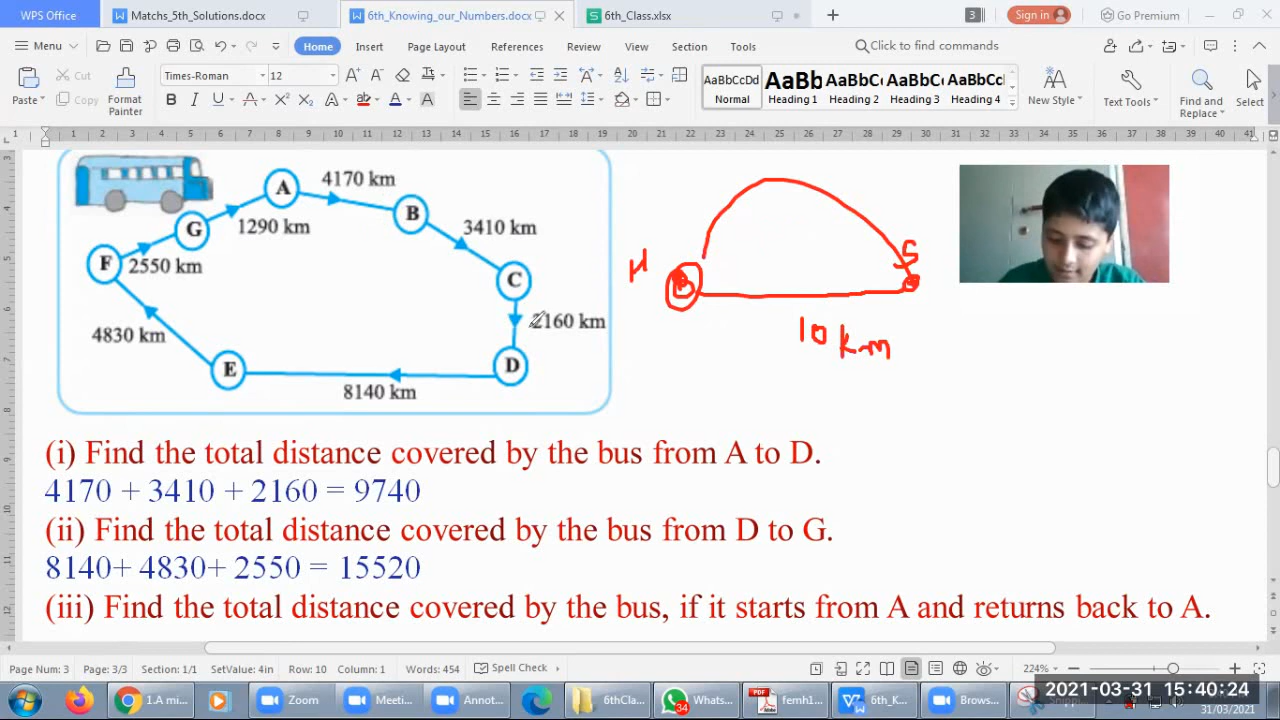 WPS Office
Matchs_5th_Solutions.docx
6th_Knowing_our_Numbers.docx
6th_Class.xlsx
3
Sign in
Go Premium
Menu
Home
Insert
Page Layout
References
Review
View
Section
Tools
Click to find commands
Paste
Cut
Copy
Format Painter
Times-Roman
12
AaBbCcDd
Normal
AaBb
Heading 1
AaBbC
Heading 2
AaBbC
Heading 3
AaBbC
Heading 4
New Style
Text Tools
Find and Replace
Select
A
4170 km
B
G
1290 km
3410 km
F
2550 km
C
4830 km
2160 km
E
D
8140 km
H
S
10 km
(i) Find the total distance covered by the bus from A to D.
4170 + 3410 + 2160 = 9740
(ii) Find the total distance covered by the bus from D to G.
8140+ 4830+ 2550 = 15520
(iii) Find the total distance covered by the bus, if it starts from A and returns back to A.
Page Num: 3
Page: 3/3
Section: 1/1
SetValue: 4in
Row: 10
Column: 1
Words: 454
Spell Check
224%
1.A mi...
Zoom
Meeti...
Annot...
6thCla...
34
Whats...
femh1...
6th_K...
Brows...
2021-03-31 15:40:24
31/03/2021